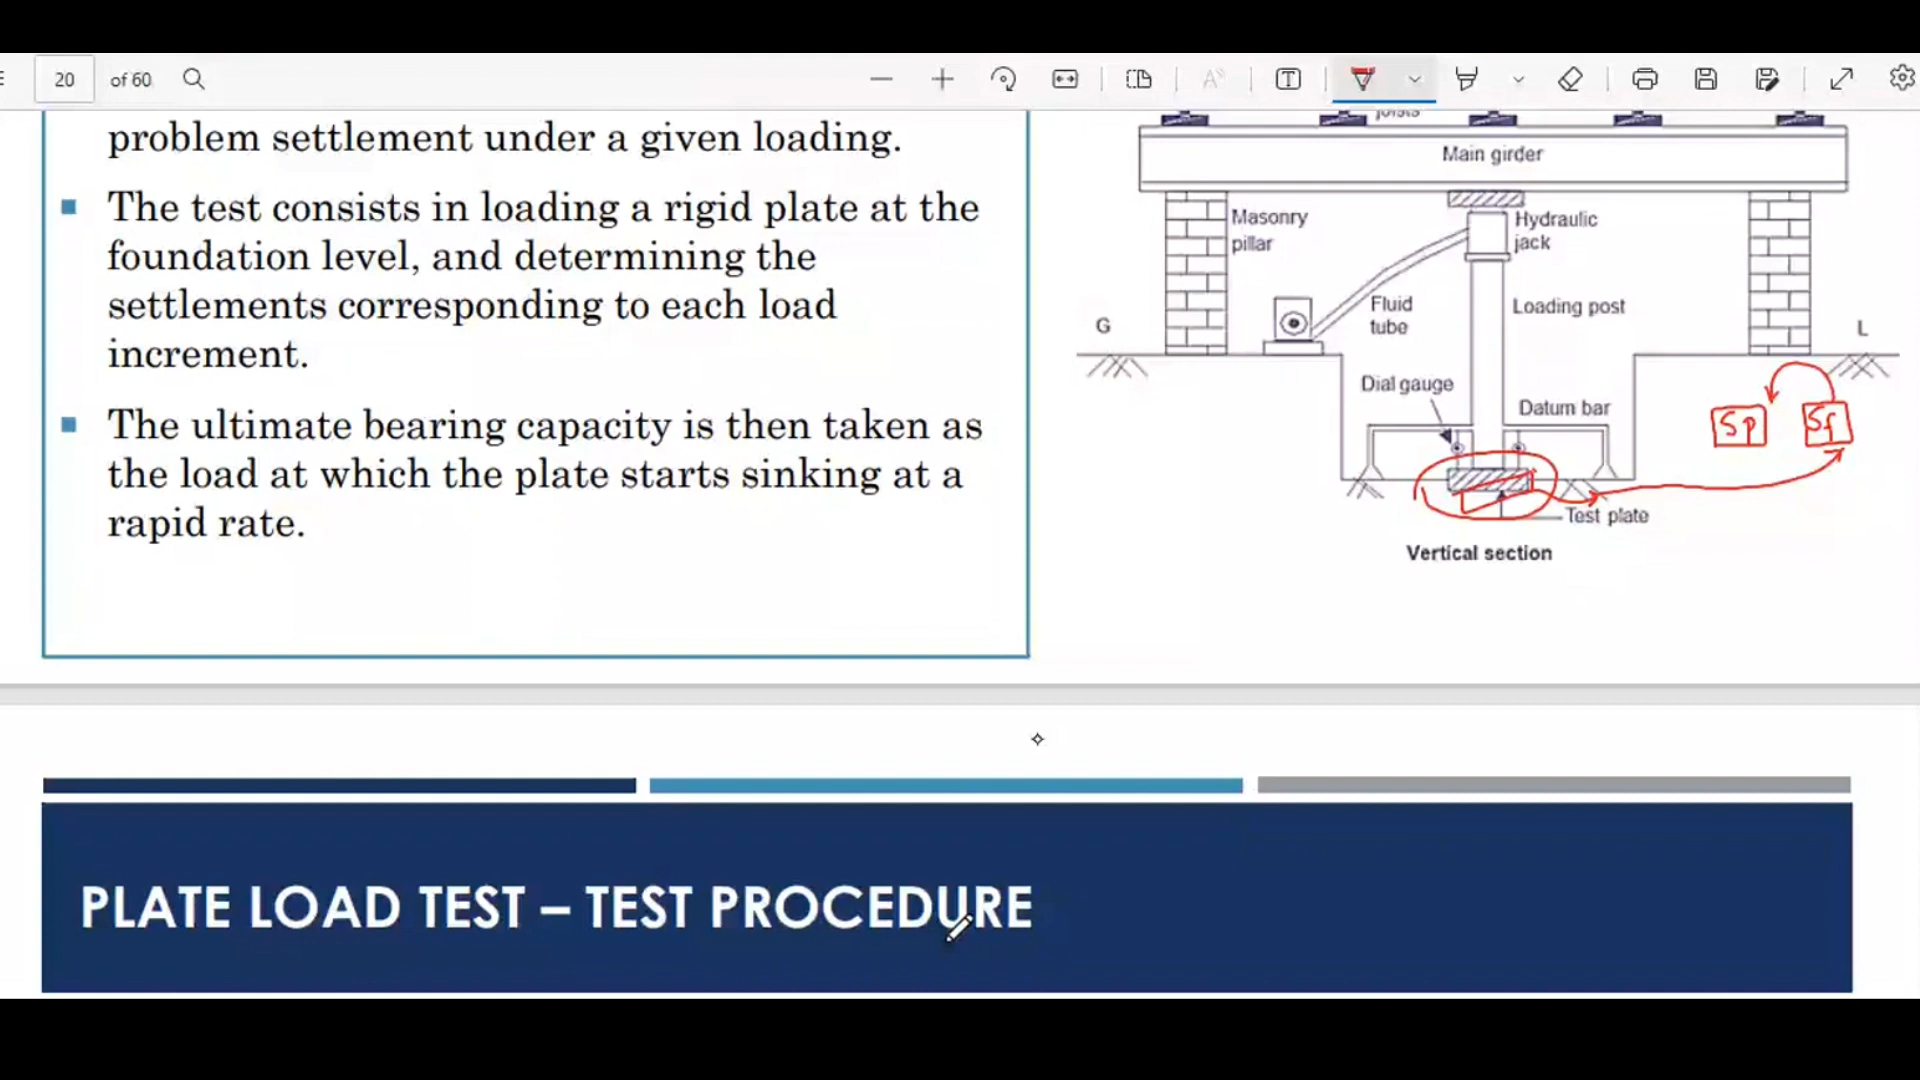 20 of 60
problem settlement under a given loading.
The test consists in loading a rigid plate at the
foundation level, and determining the
settlements corresponding to each load
increment.
The ultimate bearing capacity is then taken as
the load at which the plate starts sinking at a
rapid rate.
joists
Main girder
Masonry
pillar
Hydraulic
jack
Fluid
tube
Loading post
G
L
Dial gauge
Datum bar
Sp
Sf
Test plate
Vertical section
PLATE LOAD TEST – TEST PROCEDURE